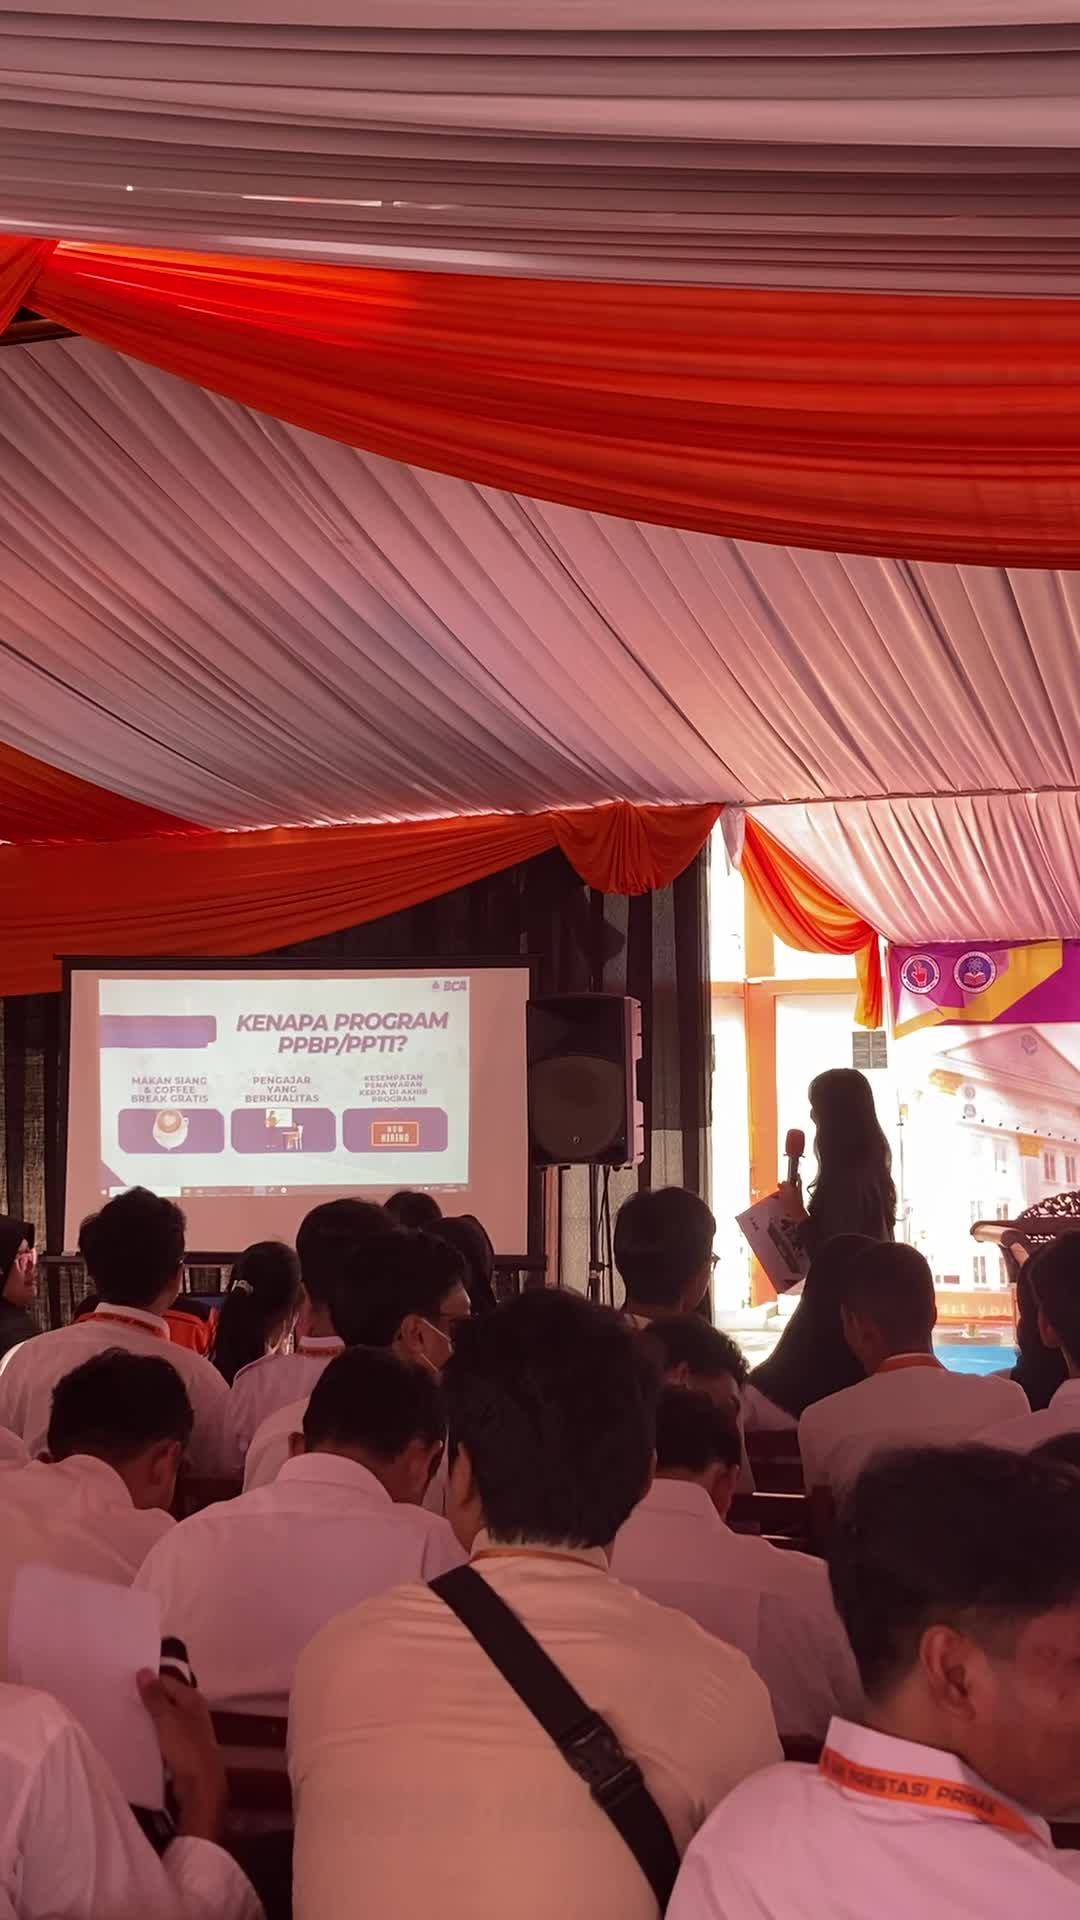 BCA
KENAPA PROGRAM
PPBP/PPTI?
MAKAN SIANG
& COFFEE
BREAK GRATIS
PENGAJAR
YANG
BERKUALITAS
KESEMPATAN
PENAWARAN
KERJA DI AKHIR
PROGRAM
NOW
HIRING
PRESTASI PRIMA